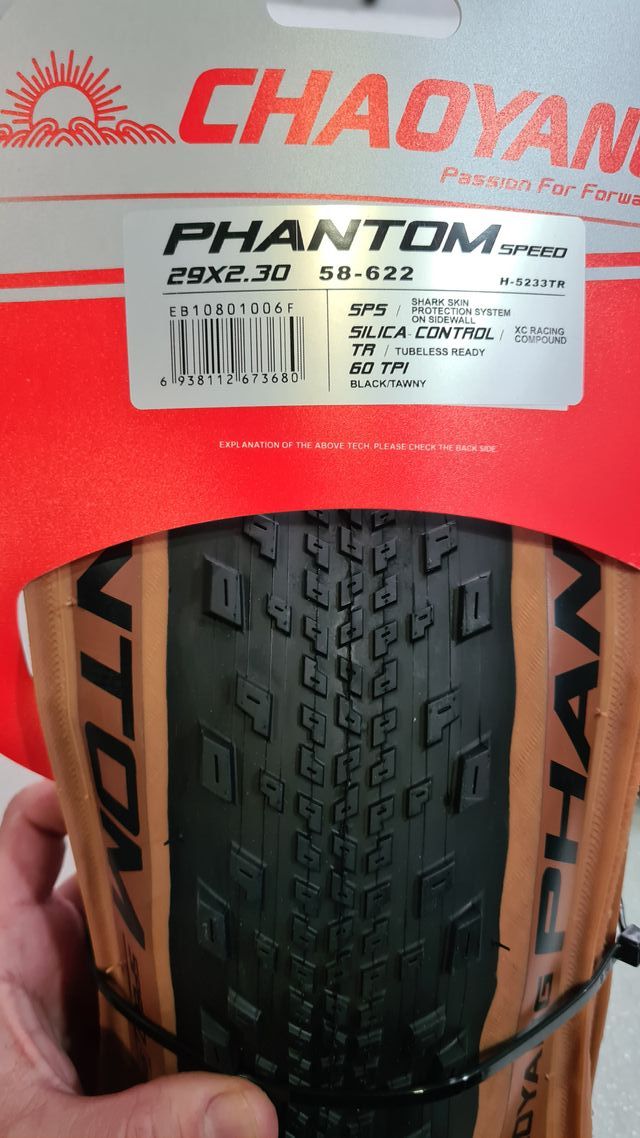 CHAOYAN
Passion For Forwa
PHANTOM SPEED
29X2.30 58-622 H-5233TR
EB10801006F
6 938112 673680
SPS / SHARK SKIN
PROTECTION SYSTEM
ON SIDEWALL
SILICA-CONTROL / XC RACING
COMPOUND
TR / TUBELESS READY
60 TPI
BLACK/TAWNY
EXPLANATION OF THE ABOVE TECH, PLEASE CHECK THE BACK SIDE
NTOM
OYANG PHAN